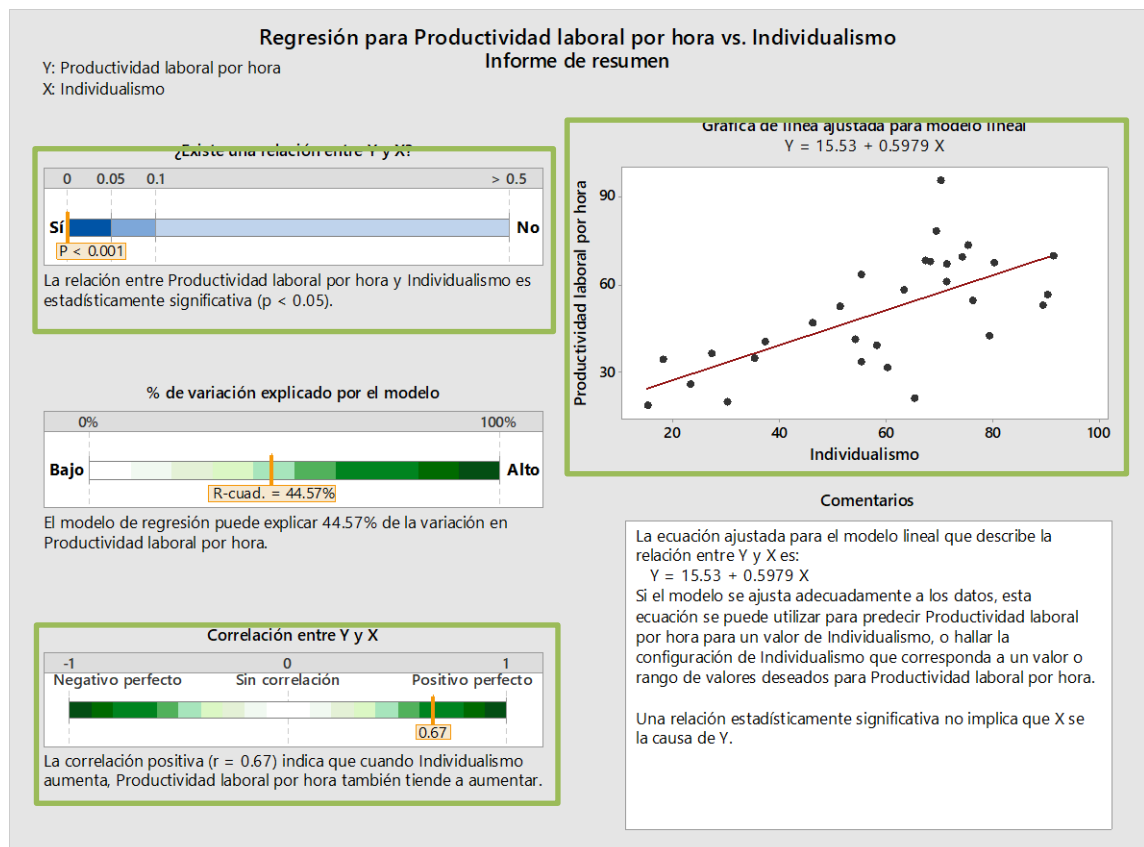 Regresión para Productividad laboral por hora vs. Individualismo
Informe de resumen
Y: Productividad laboral por hora
X: Individualismo
¿Existe una relación entre Y y X?
0 0.05 0.1 > 0.5
Sí No
P < 0.001
La relación entre Productividad laboral por hora y Individualismo es
estadísticamente significativa (p < 0.05).
% de variación explicado por el modelo
0% 100%
Bajo Alto
R-cuad. = 44.57%
El modelo de regresión puede explicar 44.57% de la variación en
Productividad laboral por hora.
Correlación entre Y y X
-1 0 1
Negativo perfecto Sin correlación Positivo perfecto
0.67
La correlación positiva (r = 0.67) indica que cuando Individualismo
aumenta, Productividad laboral por hora también tiende a aumentar.
Gráfica de línea ajustada para modelo lineal
Y = 15.53 + 0.5979 X
Productividad laboral por hora
90
60
30
20 40 60 80 100
Individualismo
Comentarios
La ecuación ajustada para el modelo lineal que describe la
relación entre Y y X es:
Y = 15.53 + 0.5979 X
Si el modelo se ajusta adecuadamente a los datos, esta
ecuación se puede utilizar para predecir Productividad laboral
por hora para un valor de Individualismo, o hallar la
configuración de Individualismo que corresponda a un valor o
rango de valores deseados para Productividad laboral por hora.
Una relación estadísticamente significativa no implica que X se
la causa de Y.